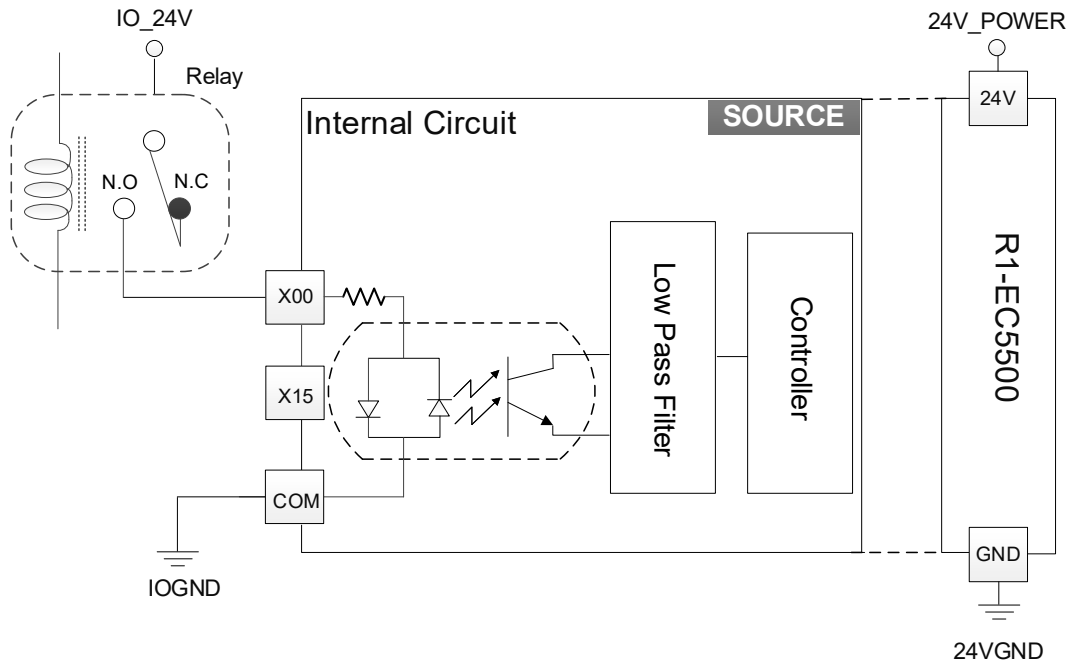 IO_24V
24V_POWER
Relay
24V
Internal Circuit
SOURCE
N.O
N.C
X00
X15
COM
IOGND
Low Pass Filter
Controller
R1-EC5500
GND
24VGND